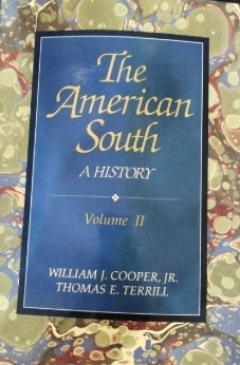 The
American
South
A HISTORY
Volume II
WILLIAM J. COOPER, JR.
THOMAS E. TERRILL